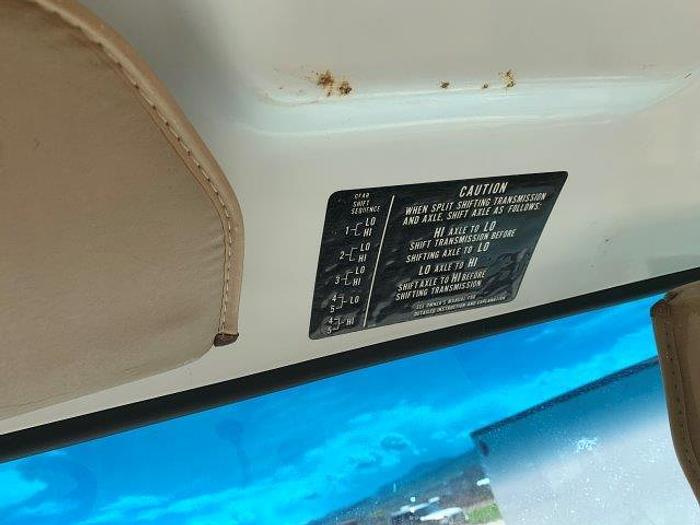 GEAR
SHIFT
SEQUENCE
1 LO
HI
2 LO
HI
3 LO
HI
4
5 LO
4
5 HI
CAUTION
WHEN SPLIT SHIFTING TRANSMISSION
AND AXLE, SHIFT AXLE AS FOLLOWS:
HI AXLE TO LO
SHIFT TRANSMISSION BEFORE
SHIFTING AXLE TO LO
LO AXLE TO HI
SHIFT AXLE TO HI BEFORE
SHIFTING TRANSMISSION
SEE OWNER'S MANUAL FOR
DETAILED INSTRUCTION AND EXPLANATION